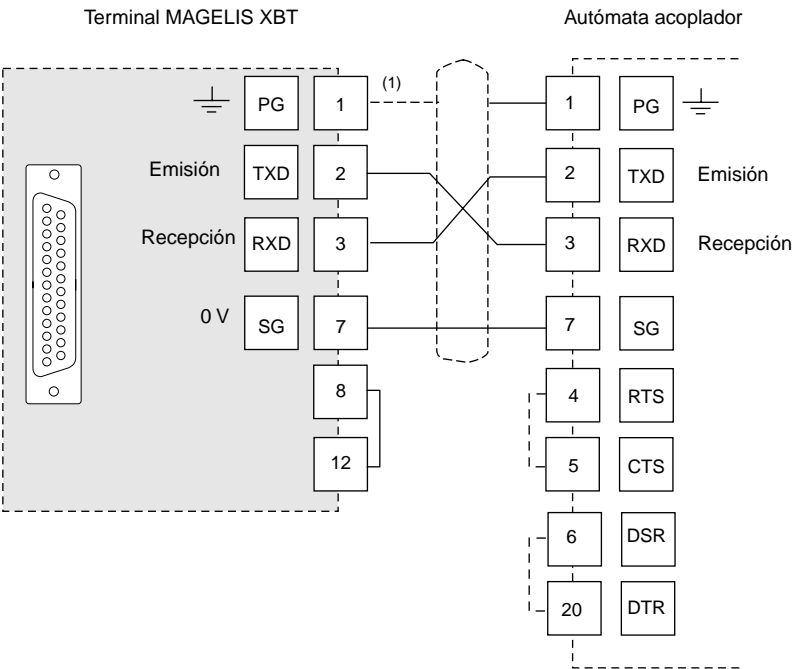 Terminal MAGELIS XBT
Autómata acoplador
PG 1 (1) 1 PG
Emisión TXD 2 2 TXD Emisión
Recepción RXD 3 3 RXD Recepción
0 V SG 7 7 SG
8 4 RTS
12 5 CTS
6 DSR
20 DTR